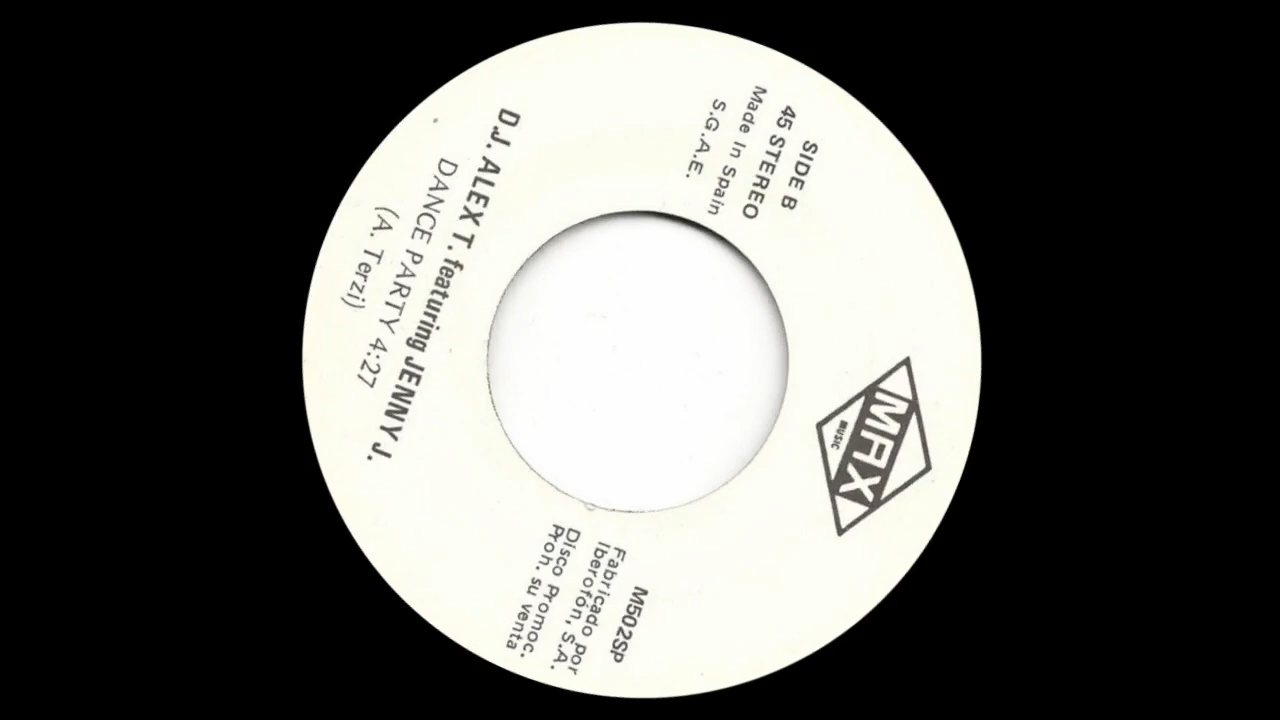 MAX
MUSIC
SIDE B
45 STEREO
Made In Spain
S.G.A.E.
M502SP
Fabricado por
Iberofón, S.A.
Disco Promoc.
Proh. su venta
D.J. ALEX T. featuring JENNY J.
DANCE PARTY 4:27
(A. Terzi)